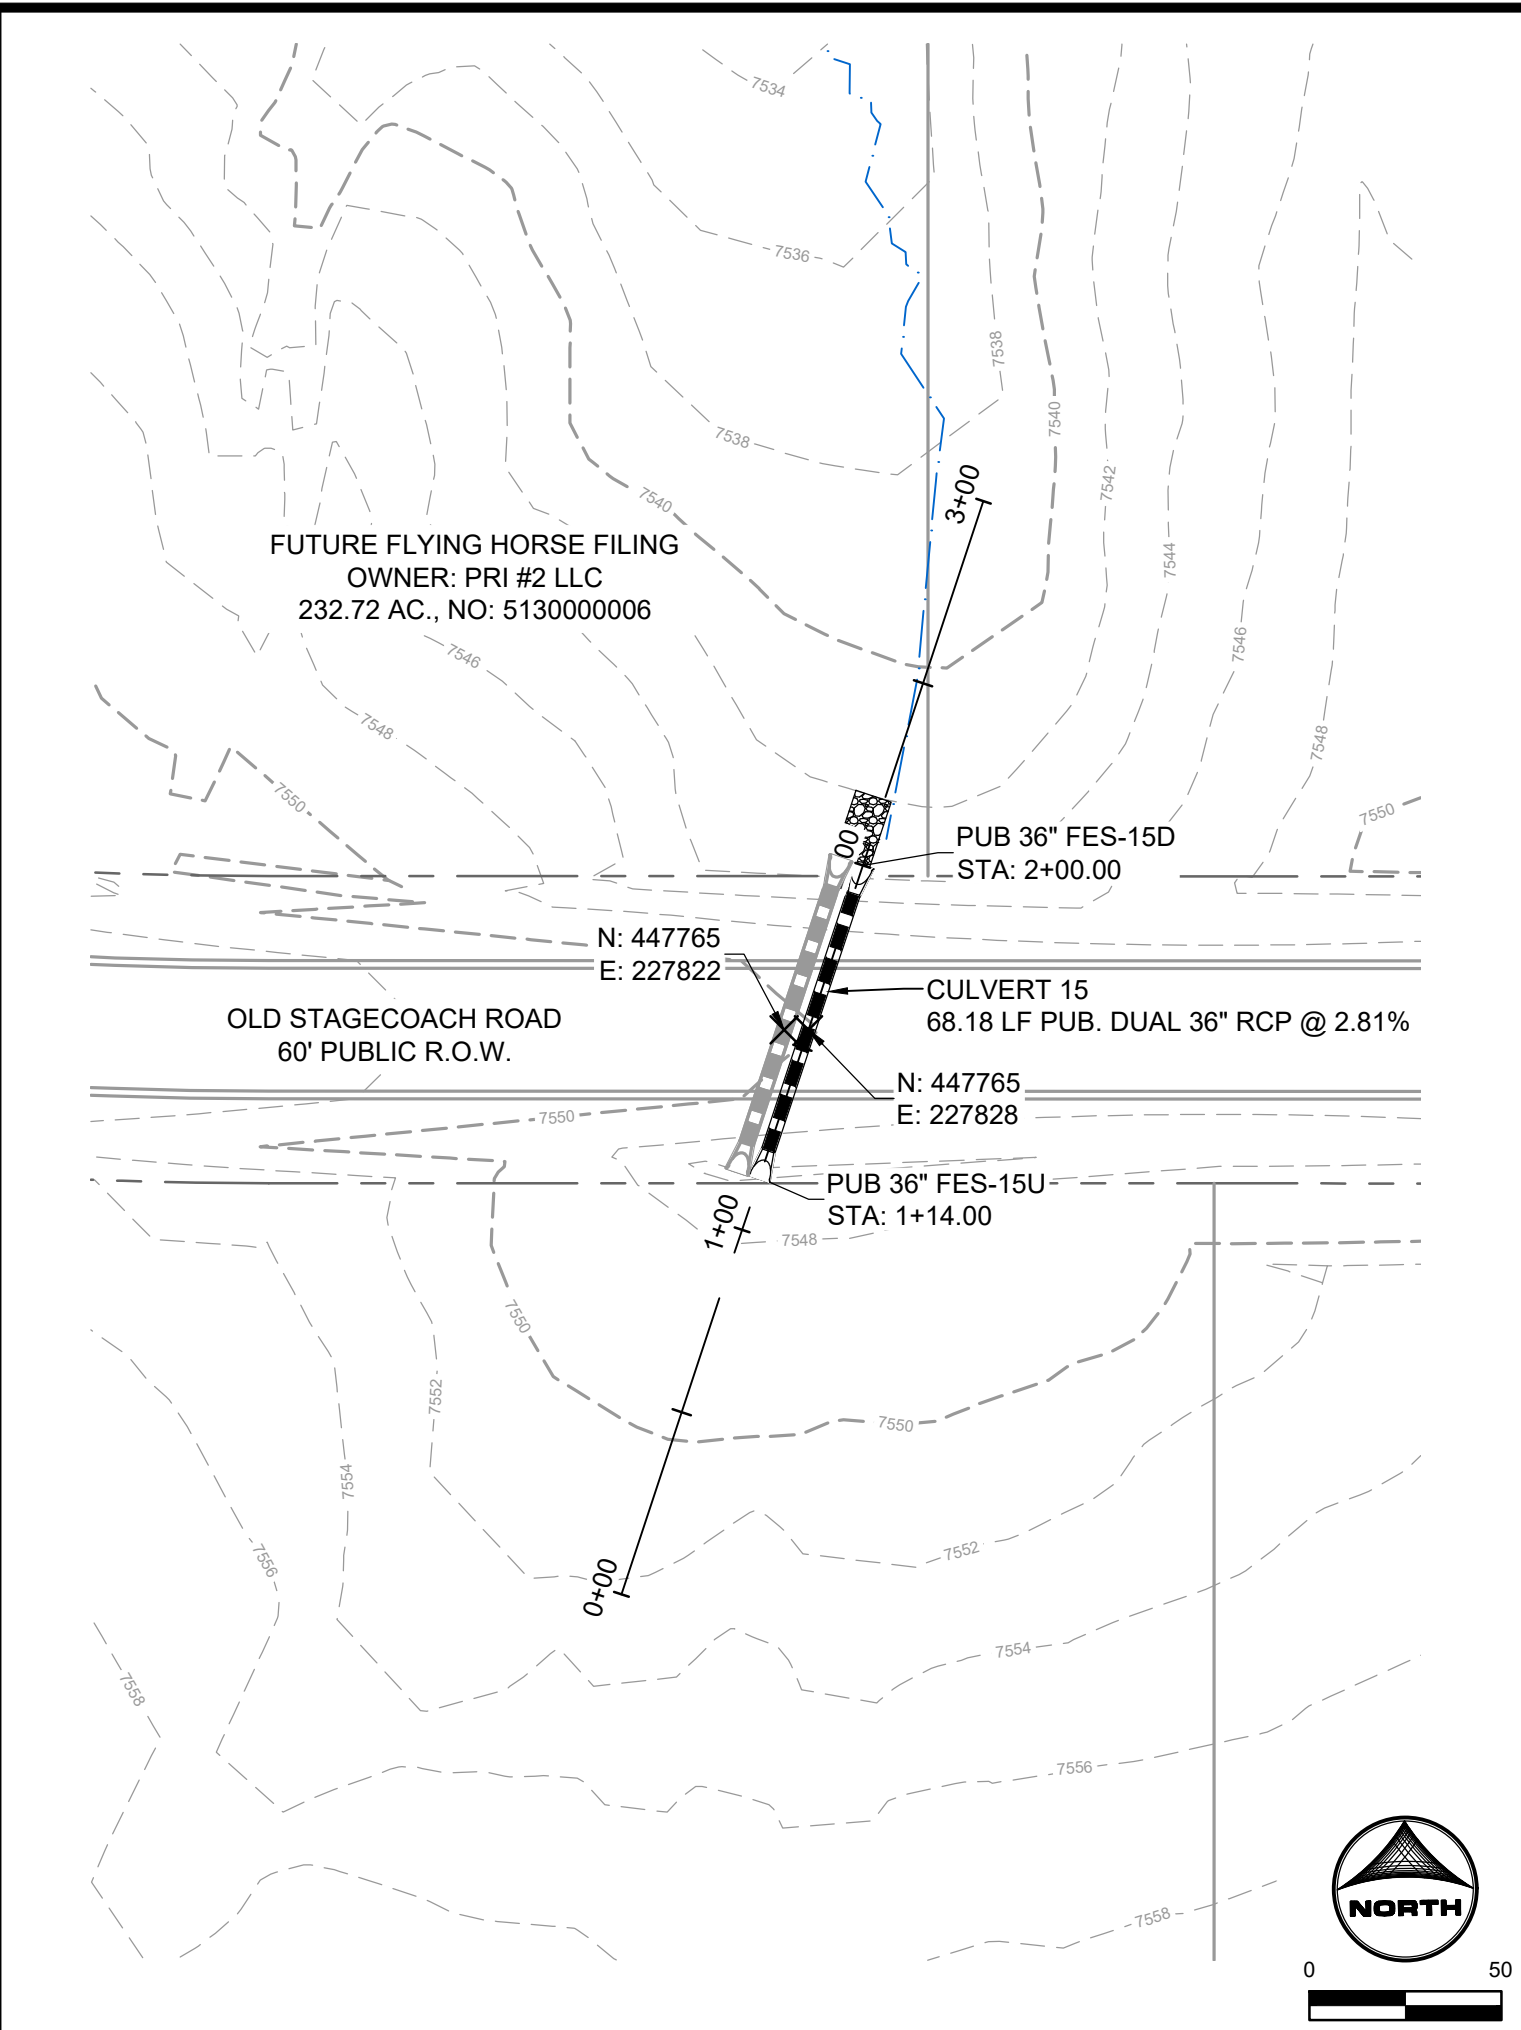 7534
7536
7538
7538
7540
7540
7542
3+00
7544
FUTURE FLYING HORSE FILING
OWNER: PRI #2 LLC
232.72 AC., NO: 5130000006
7546
7546
7548
7548
7550
7550
00
PUB 36" FES-15D
STA: 2+00.00
N: 447765
E: 227822
CULVERT 15
68.18 LF PUB. DUAL 36" RCP @ 2.81%
OLD STAGECOACH ROAD
60' PUBLIC R.O.W.
N: 447765
E: 227828
7550
PUB 36" FES-15U
STA: 1+14.00
1+00
7548
7550
7552
7550
7554
7552
7556
0+00
7554
7558
7556
7558
NORTH
0 50